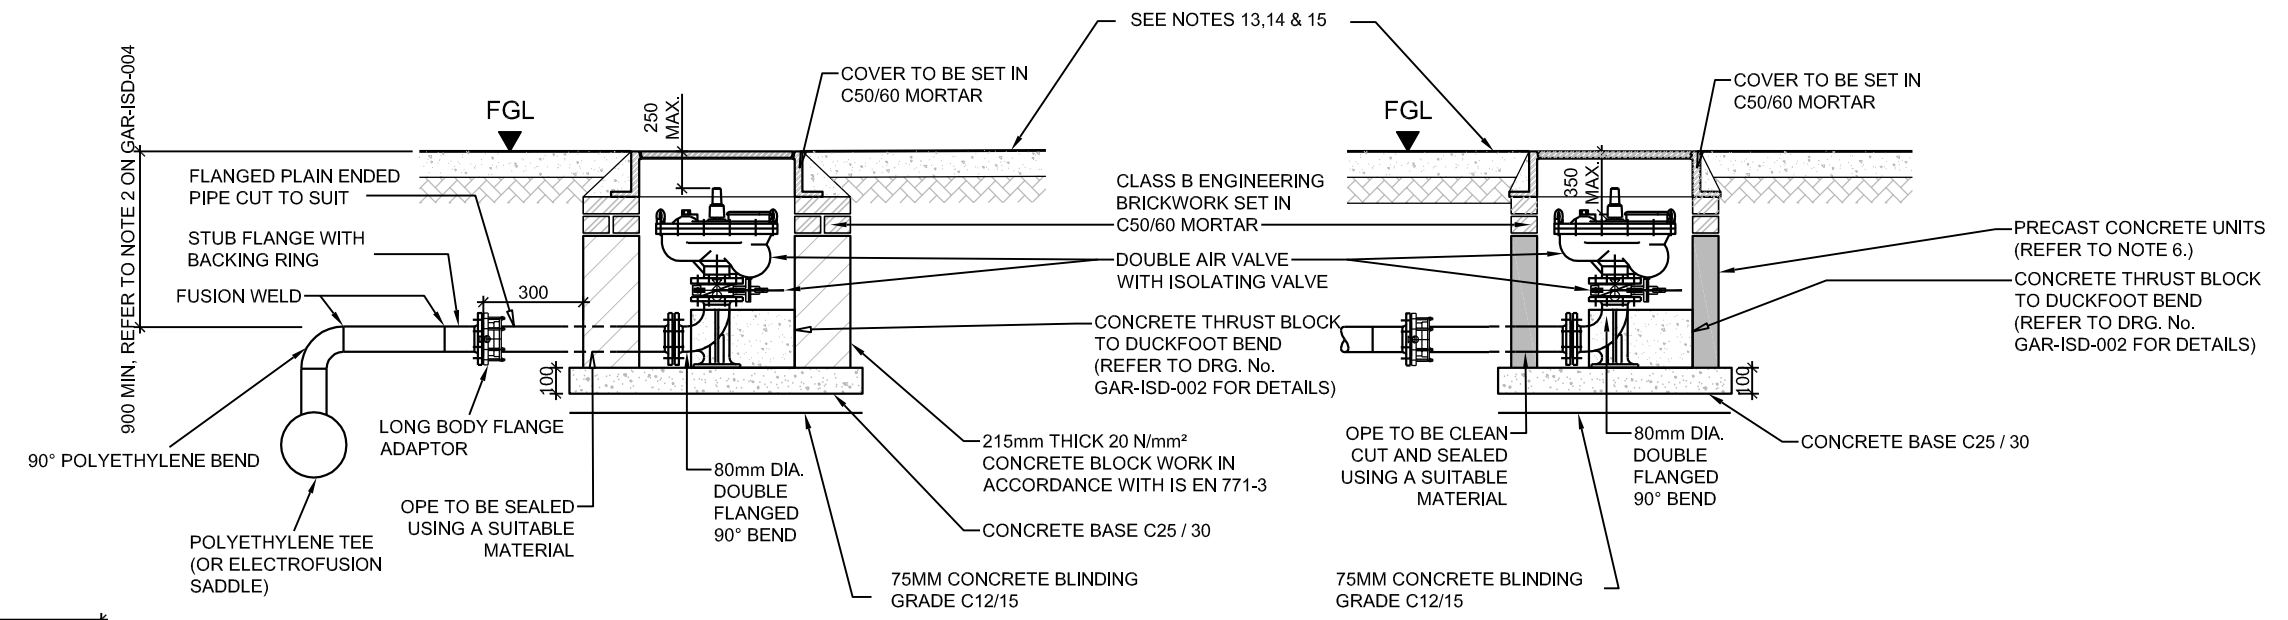 SEE NOTES 13,14 & 15
900 MIN, REFER TO NOTE 2 ON GAR-ISD-004
FGL
250
MAX.
COVER TO BE SET IN
C50/60 MORTAR
FLANGED PLAIN ENDED
PIPE CUT TO SUIT
STUB FLANGE WITH
BACKING RING
FUSION WELD
300
100
90° POLYETHYLENE BEND
LONG BODY FLANGE
ADAPTOR
POLYETHYLENE TEE
(OR ELECTROFUSION
SADDLE)
OPE TO BE SEALED
USING A SUITABLE
MATERIAL
80mm DIA.
DOUBLE
FLANGED
90° BEND
75MM CONCRETE BLINDING
GRADE C12/15
CLASS B ENGINEERING
BRICKWORK SET IN
C50/60 MORTAR
DOUBLE AIR VALVE
WITH ISOLATING VALVE
CONCRETE THRUST BLOCK
TO DUCKFOOT BEND
(REFER TO DRG. No.
GAR-ISD-002 FOR DETAILS)
215mm THICK 20 N/mm²
CONCRETE BLOCK WORK IN
ACCORDANCE WITH IS EN 771-3
CONCRETE BASE C25 / 30
FGL
350
MAX.
COVER TO BE SET IN
C50/60 MORTAR
PRECAST CONCRETE UNITS
(REFER TO NOTE 6.)
CONCRETE THRUST BLOCK
TO DUCKFOOT BEND
(REFER TO DRG. No.
GAR-ISD-002 FOR DETAILS)
100
OPE TO BE CLEAN
CUT AND SEALED
USING A SUITABLE
MATERIAL
80mm DIA.
DOUBLE
FLANGED
90° BEND
CONCRETE BASE C25 / 30
75MM CONCRETE BLINDING
GRADE C12/15